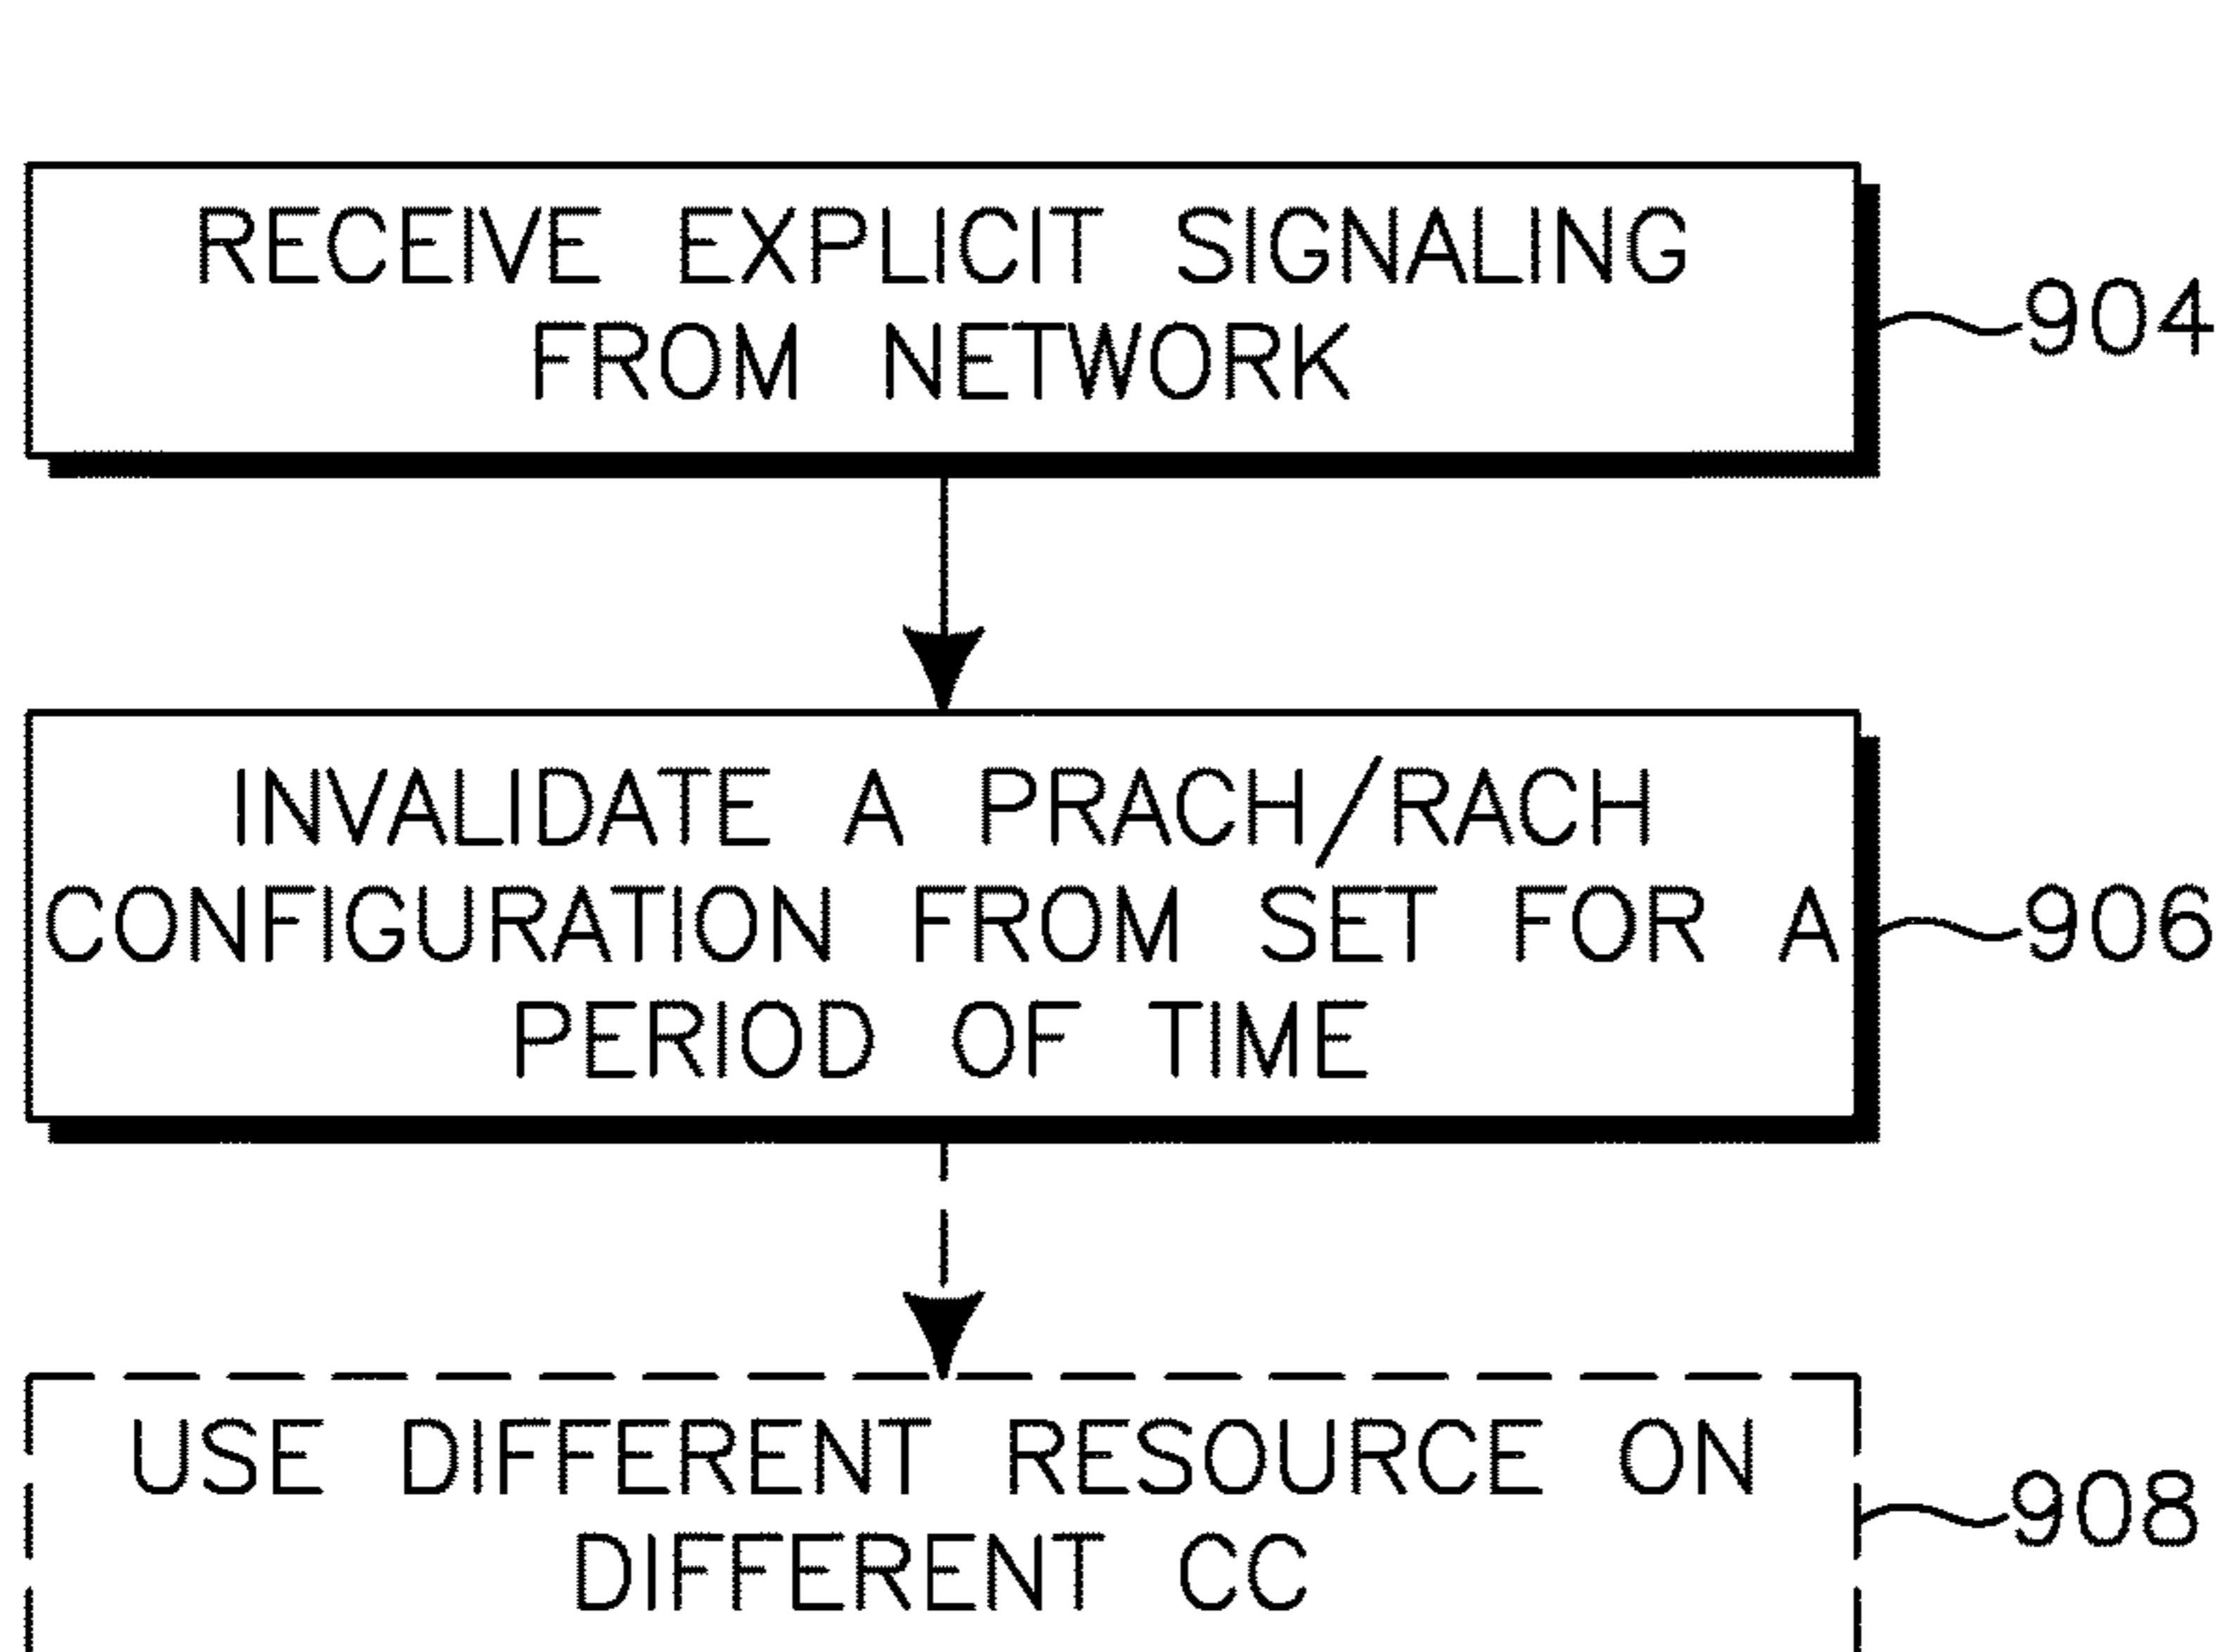 RECEIVE EXPLICIT SIGNALING
FROM NETWORK
904
INVALIDATE A PRACH/RACH
CONFIGURATION FROM SET FOR A
PERIOD OF TIME
906
USE DIFFERENT RESOURCE ON
DIFFERENT CC
908